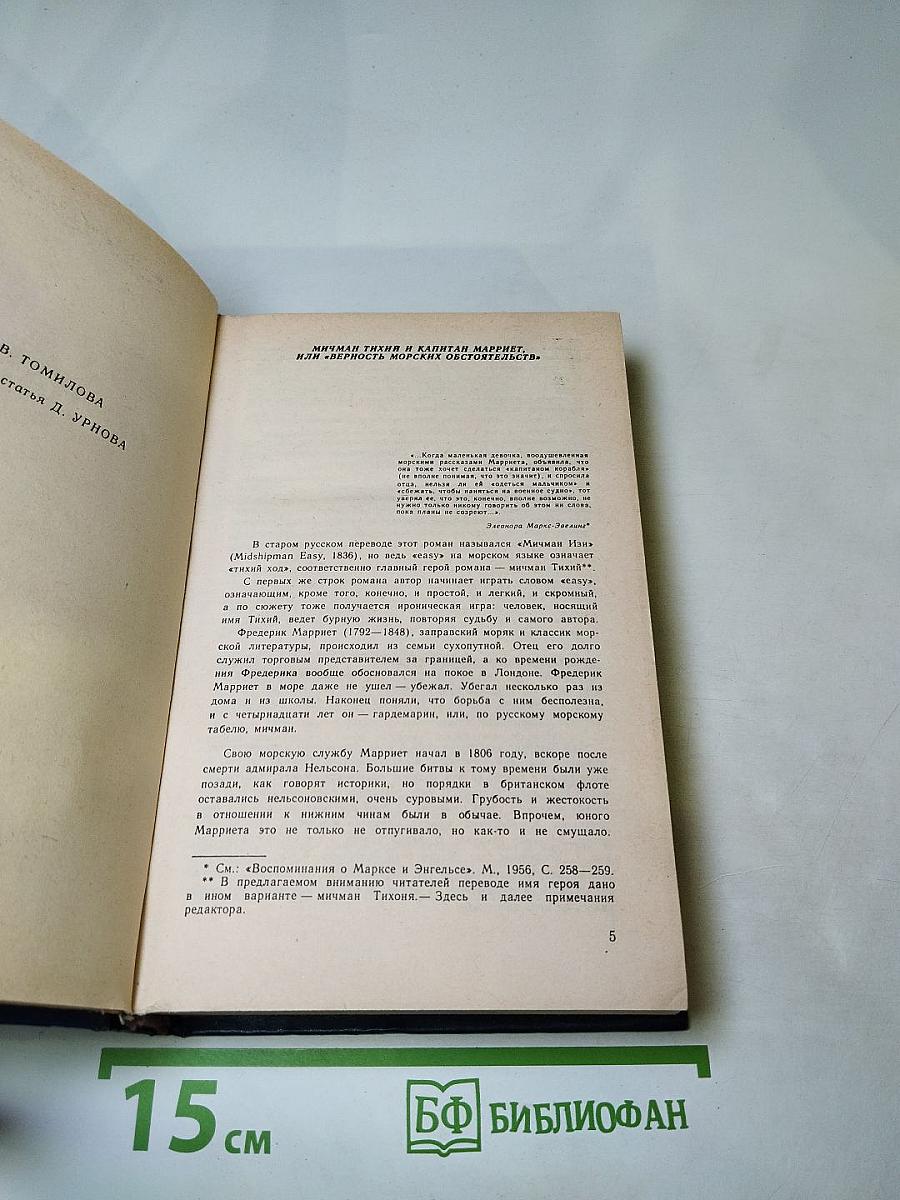 В. ТОМИЛОВА
статья Д. УРНОВА
МИЧМАН ТИХИЙ И КАПИТАН МАРРИЕТ,
ИЛИ «ВЕРНОСТЬ МОРСКИХ ОБСТОЯТЕЛЬСТВ»
«...Когда маленькая девочка, воодушевленная
морскими рассказами Марриета, объявила, что
она тоже хочет сделаться «капитаном корабля»
(не вполне понимая, что это значит), и спросила
отца, нельзя ли ей «одеться мальчиком» и
«сбежать, чтобы наняться на военное судно», тот
уверил ее, что это, конечно, вполне возможно, не
нужно только никому говорить об этом ни слова,
пока планы не созреют...».
Элеонора Маркс-Эвелинг*
В старом русском переводе этот роман назывался «Мичман Изи»
(Midshipman Easy, 1836), но ведь «easy» на морском языке означает
«тихий ход», соответственно главный герой романа — мичман Тихий**.
С первых же строк романа автор начинает играть словом «easy»,
означающим, кроме того, конечно, и простой, и легкий, и скромный,
а по сюжету тоже получается ироническая игра: человек, носящий
имя Тихий, ведет бурную жизнь, повторяя судьбу и самого автора.
Фредерик Марриет (1792—1848), заправский моряк и классик мор-
ской литературы, происходил из семьи сухопутной. Отец его долго
служил торговым представителем за границей, а ко времени рожде-
ния Фредерика вообще обосновался на покое в Лондоне. Фредерик
Марриет в море даже не ушел — убежал. Убегал несколько раз из
дома и из школы. Наконец поняли, что борьба с ним бесполезна,
и с четырнадцати лет он — гардемарин, или, по русскому морскому
табелю, мичман.
Свою морскую службу Марриет начал в 1806 году, вскоре после
смерти адмирала Нельсона. Большие битвы к тому времени были уже
позади, как говорят историки, но порядки в британском флоте
оставались нельсоновскими, очень суровыми. Грубость и жестокость
в отношении к нижним чинам были в обычае. Впрочем, юного
Марриета это не только не отпугивало, но как-то и не смущало.
* См.: «Воспоминания о Марксе и Энгельсе». М., 1956, С. 258—259.
** В предлагаемом вниманию читателей переводе имя героя дано
в ином варианте — мичман Тихоня.— Здесь и далее примечания
редактора.
5
15 см
БФ БИБЛИОФАН